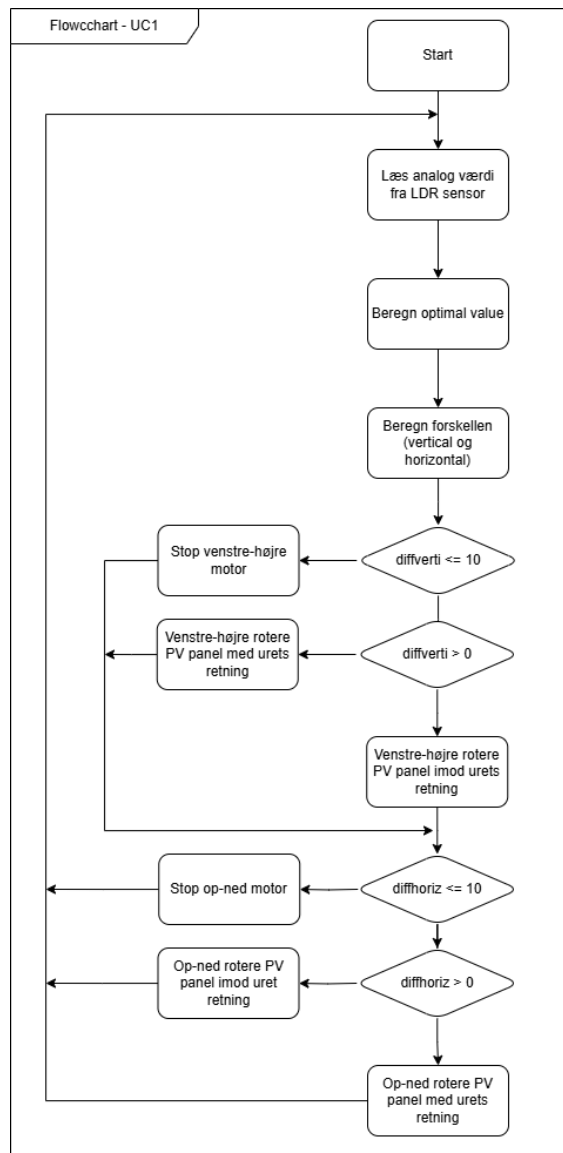 Flowcchart - UC1
Start
Læs analog værdi
fra LDR sensor
Beregn optimal value
Beregn forskellen
(vertical og
horizontal)
Stop venstre-højre
motor
diffverti <= 10
Venstre-højre rotere
PV panel med urets
retning
diffverti > 0
Venstre-højre rotere
PV panel imod urets
retning
Stop op-ned motor
diffhoriz <= 10
Op-ned rotere PV
panel imod uret
retning
diffhoriz > 0
Op-ned rotere PV
panel med urets
retning